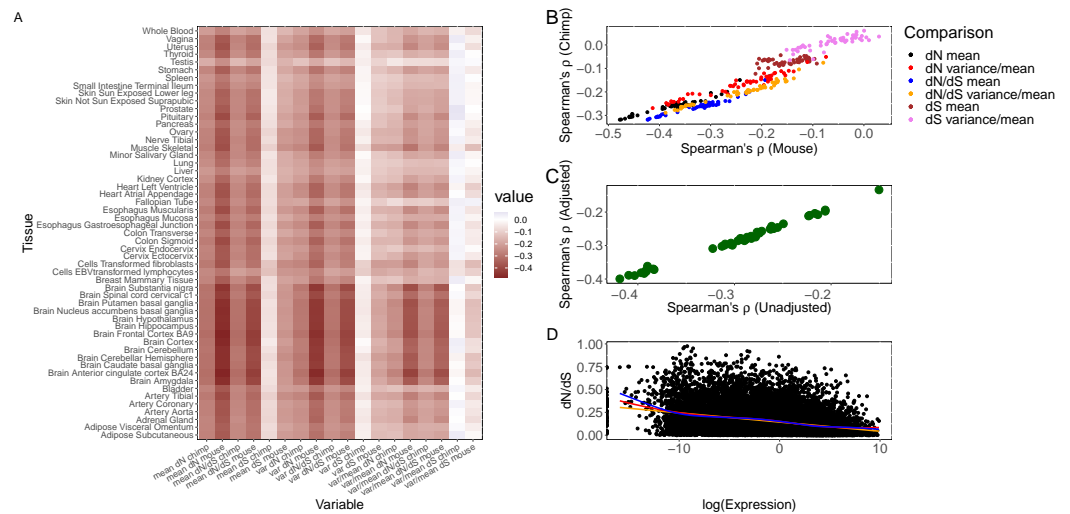 A
Tissue
Whole Blood
Vagina
Uterus
Thyroid
Testis
Stomach
Spleen
Small Intestine Terminal Ileum
Skin Sun Exposed Lower leg
Skin Not Sun Exposed Suprapubic
Prostate
Pituitary
Pancreas
Ovary
Nerve Tibial
Muscle Skeletal
Minor Salivary Gland
Lung
Liver
Kidney Cortex
Heart Left Ventricle
Heart Atrial Appendage
Fallopian Tube
Esophagus Muscularis
Esophagus Mucosa
Esophagus Gastroesophageal Junction
Colon Transverse
Colon Sigmoid
Cervix Endocervix
Cervix Ectocervix
Cells Transformed fibroblasts
Cells EBVtransformed lymphocytes
Breast Mammary Tissue
Brain Substantia nigra
Brain Spinal cord cervical c1
Brain Putamen basal ganglia
Brain Nucleus accumbens basal ganglia
Brain Hypothalamus
Brain Hippocampus
Brain Frontal Cortex BA9
Brain Cortex
Brain Cerebellum
Brain Cerebellar Hemisphere
Brain Caudate basal ganglia
Brain Anterior cingulate cortex BA24
Brain Amygdala
Bladder
Artery Tibial
Artery Coronary
Artery Aorta
Adrenal Gland
Adipose Visceral Omentum
Adipose Subcutaneous
mean dN chimp
mean dN mouse
mean dN/dS chimp
mean dN/dS mouse
mean dS chimp
mean dS mouse
var dN chimp
var dN mouse
var dN/dS chimp
var dN/dS mouse
var dS chimp
var dS mouse
var/mean dN chimp
var/mean dN mouse
var/mean dN/dS chimp
var/mean dN/dS mouse
var/mean dS chimp
var/mean dS mouse
Variable
value
0.0
−0.1
−0.2
−0.3
−0.4
B
Spearman's ρ (Chimp)
0.0
−0.1
−0.2
−0.3
−0.5 −0.4 −0.3 −0.2 −0.1 0.0
Spearman's ρ (Mouse)
Comparison
dN mean
dN variance/mean
dN/dS mean
dN/dS variance/mean
dS mean
dS variance/mean
C
Spearman's ρ (Adjusted)
−0.2
−0.3
−0.4
−0.4 −0.3 −0.2
Spearman's ρ (Unadjusted)
D
dN/dS
1.00
0.75
0.50
0.25
0.00
−10 0 10
log(Expression)